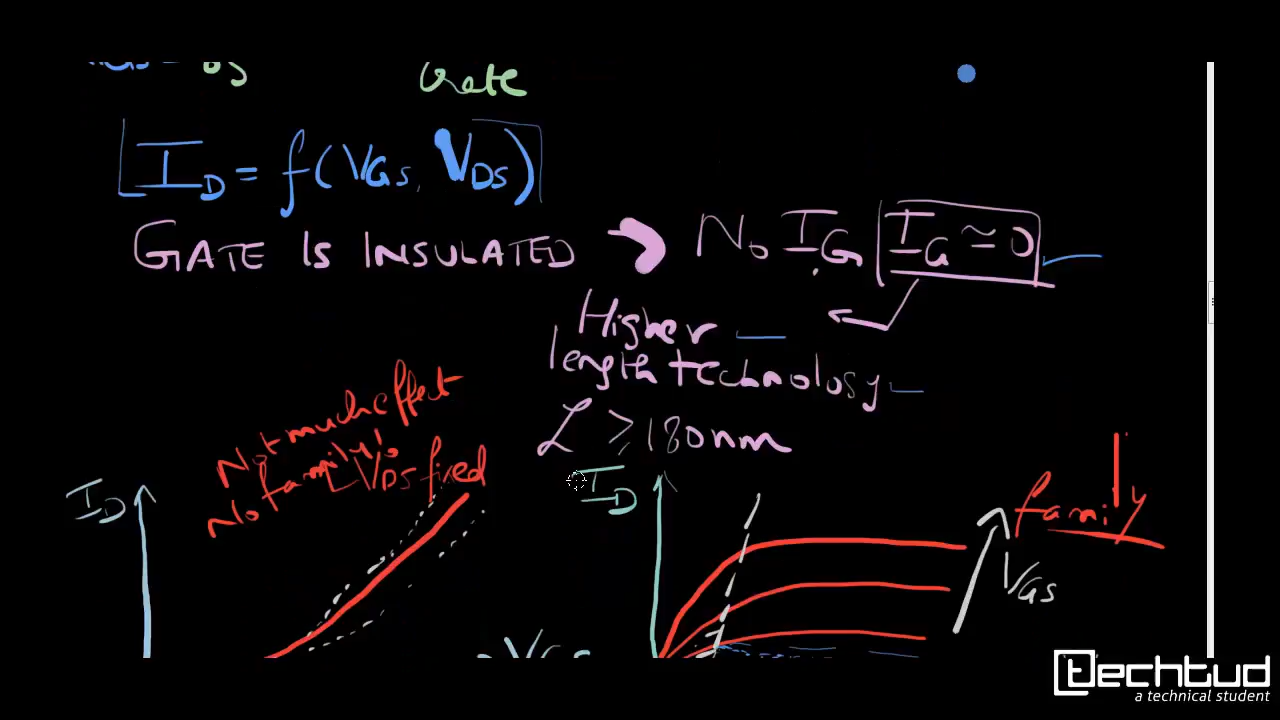 Gate
I_D = f(V_GS, V_DS)
GATE IS INSULATED → No I_G I_G ≃ 0
Higher
length technology
L ≥ 180nm
Not much effect
No family!
V_DS fixed
I_D
I_D
family
V_GS
V_GS
techtud
a technical student